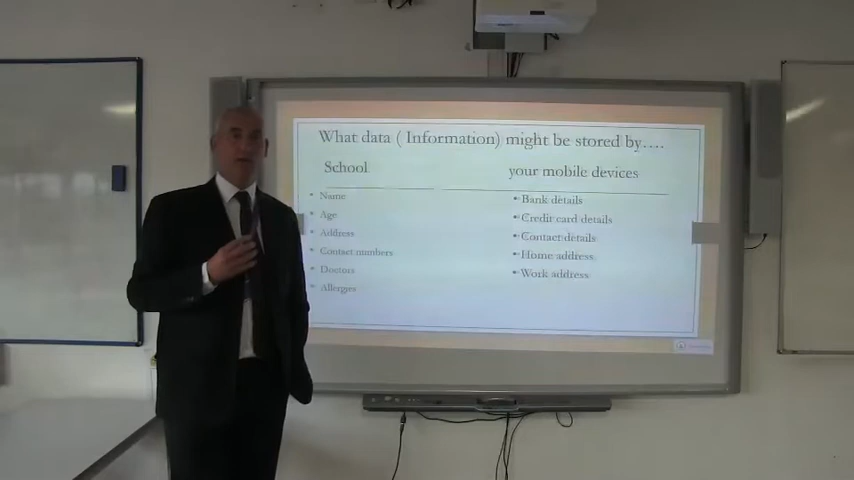 What data ( Information) might be stored by….
School
your mobile devices
• Name
• Age
• Address
• Contact numbers
• Doctors
• Allergies
• Bank details
• Credit card details
• Contact details
• Home address
• Work address